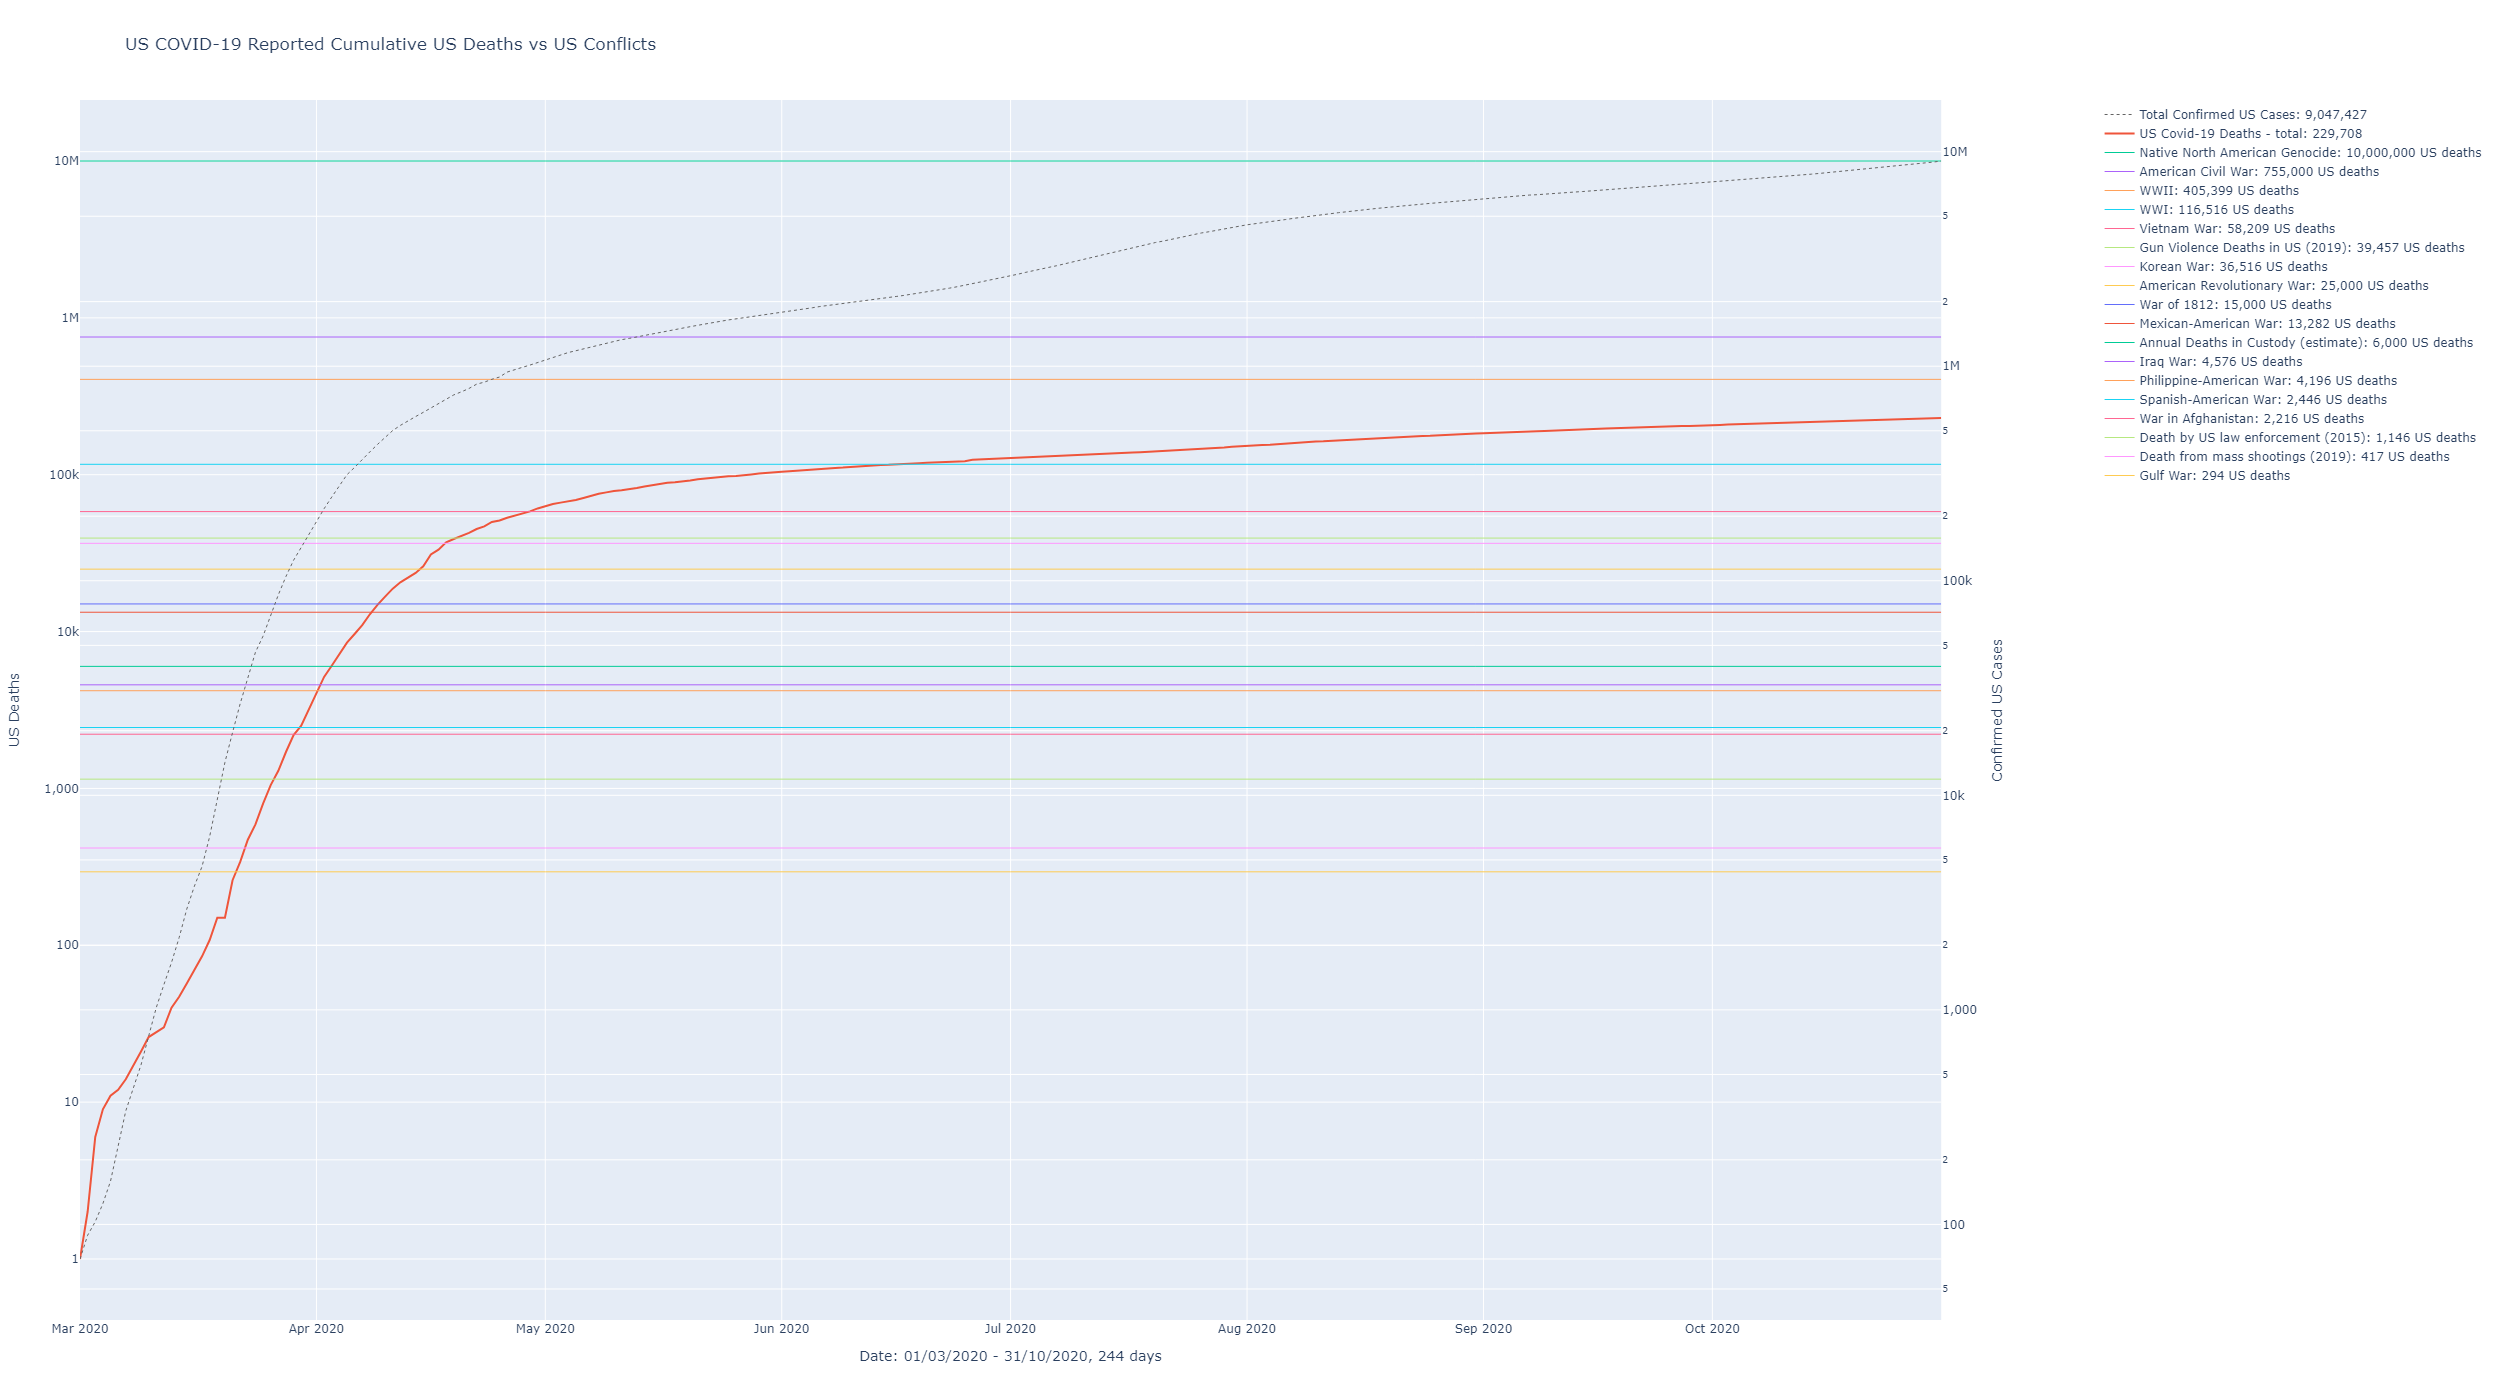 US COVID-19 Reported Cumulative US Deaths vs US Conflicts
10M
1M
100k
10k
1,000
100
10
1
US Deaths
10M
5
2
1M
5
2
100k
5
2
10k
5
2
1,000
5
2
100
5
Confirmed US Cases
Mar 2020
Apr 2020
May 2020
Jun 2020
Jul 2020
Aug 2020
Sep 2020
Oct 2020
Date: 01/03/2020 - 31/10/2020, 244 days
Total Confirmed US Cases: 9,047,427
US Covid-19 Deaths - total: 229,708
Native North American Genocide: 10,000,000 US deaths
American Civil War: 755,000 US deaths
WWII: 405,399 US deaths
WWI: 116,516 US deaths
Vietnam War: 58,209 US deaths
Gun Violence Deaths in US (2019): 39,457 US deaths
Korean War: 36,516 US deaths
American Revolutionary War: 25,000 US deaths
War of 1812: 15,000 US deaths
Mexican-American War: 13,282 US deaths
Annual Deaths in Custody (estimate): 6,000 US deaths
Iraq War: 4,576 US deaths
Philippine-American War: 4,196 US deaths
Spanish-American War: 2,446 US deaths
War in Afghanistan: 2,216 US deaths
Death by US law enforcement (2015): 1,146 US deaths
Death from mass shootings (2019): 417 US deaths
Gulf War: 294 US deaths